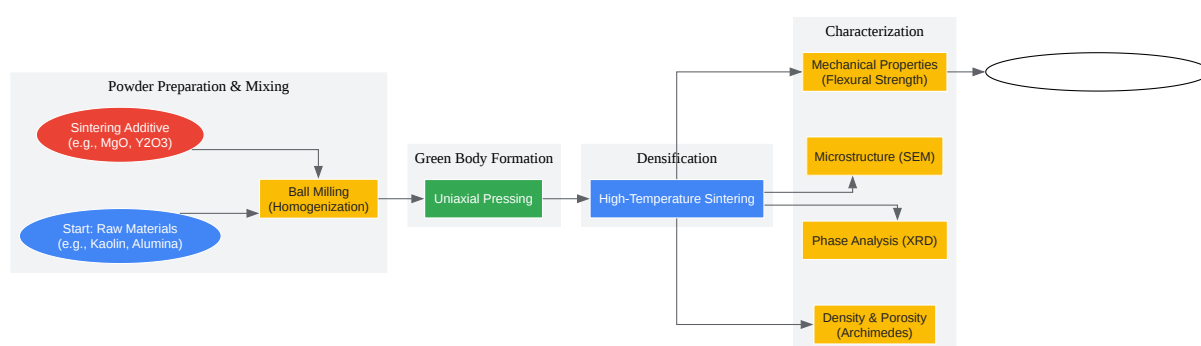 Powder Preparation & Mixing
Sintering Additive
(e.g., MgO, Y2O3)
Start: Raw Materials
(e.g., Kaolin, Alumina)
Ball Milling
(Homogenization)
Green Body Formation
Uniaxial Pressing
Densification
High-Temperature Sintering
Characterization
Mechanical Properties
(Flexural Strength)
Microstructure (SEM)
Phase Analysis (XRD)
Density & Porosity
(Archimedes)